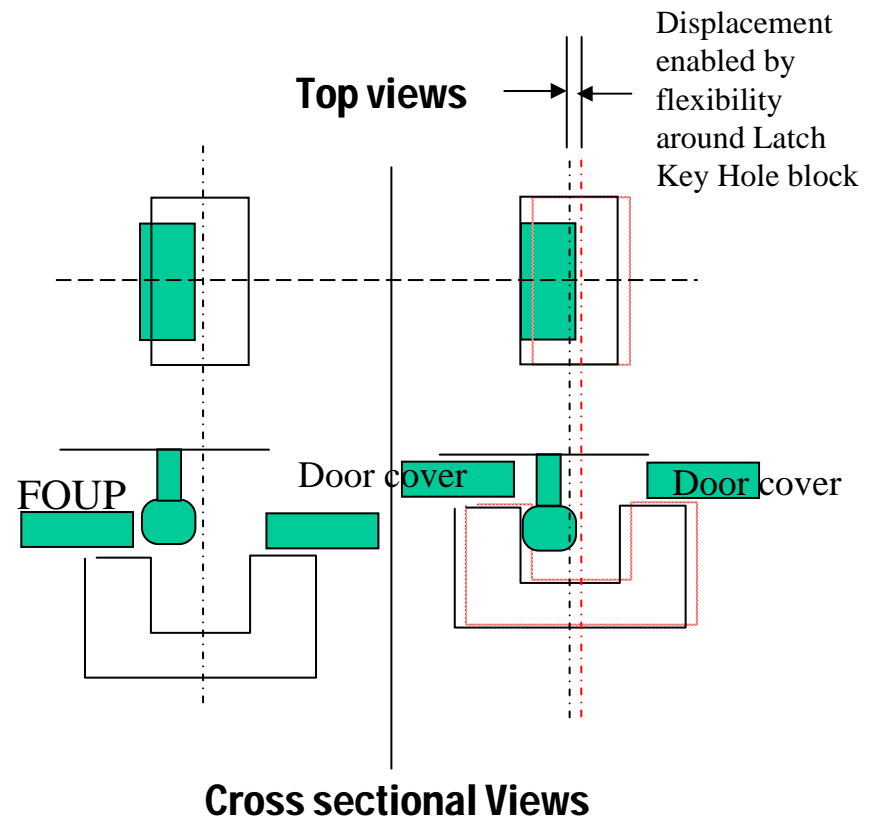 Displacement
enabled by
flexibility
around Latch
Key Hole block
Top views
FOUP
Door cover
Door cover
Cross sectional Views